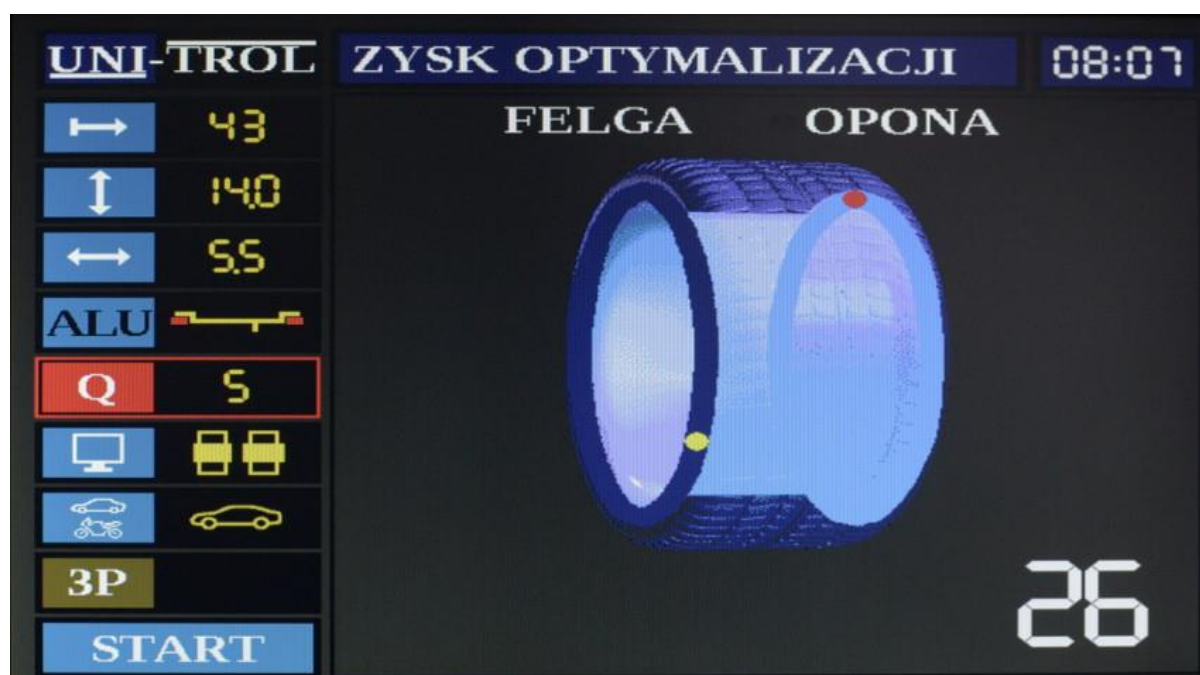 UNI-TROL
ZYSK OPTYMALIZACJI
08:07
FELGA OPONA
43
14.0
5.5
ALU
Q 5
3P
START
26